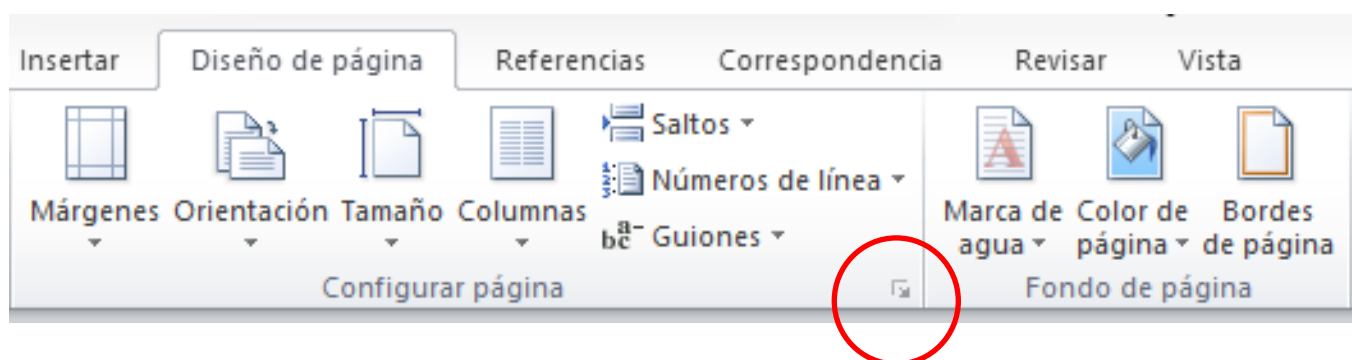 Insertar Diseño de página Referencias Correspondencia Revisar Vista
Márgenes Orientación Tamaño Columnas
Saltos
Números de línea
Guiones
Configurar página
Marca de agua
Color de página
Bordes de página
Fondo de página